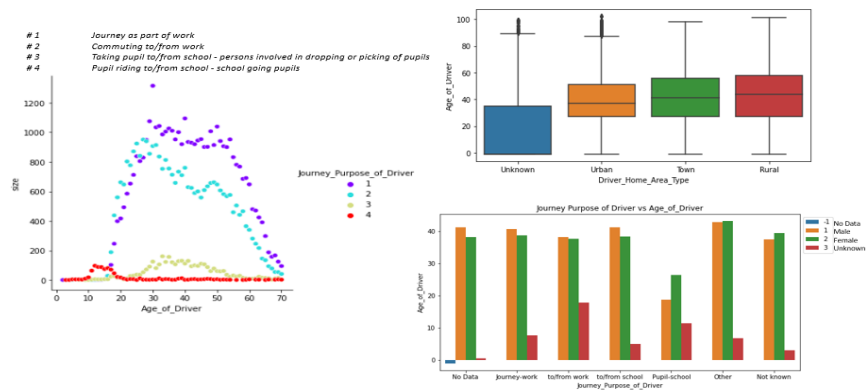 # 1 Journey as part of work
# 2 Commuting to/from work
# 3 Taking pupil to/from school - persons involved in dropping or picking of pupils
# 4 Pupil riding to/from school - school going pupils
1200
1000
800
600
400
200
0
size
0 10 20 30 40 50 60 70
Age_of_Driver
Journey_Purpose_of_Driver
1
2
3
4
100
80
60
40
20
0
Age_of_Driver
Unknown Urban Town Rural
Driver_Home_Area_Type
Journey Purpose of Driver vs Age_of_Driver
40
30
20
10
0
Age_of_Driver
No Data Journey-work to/from work to/from school Pupil-school Other Not known
Journey_Purpose_of_Driver
-1 No Data
1 Male
2 Female
3 Unknown